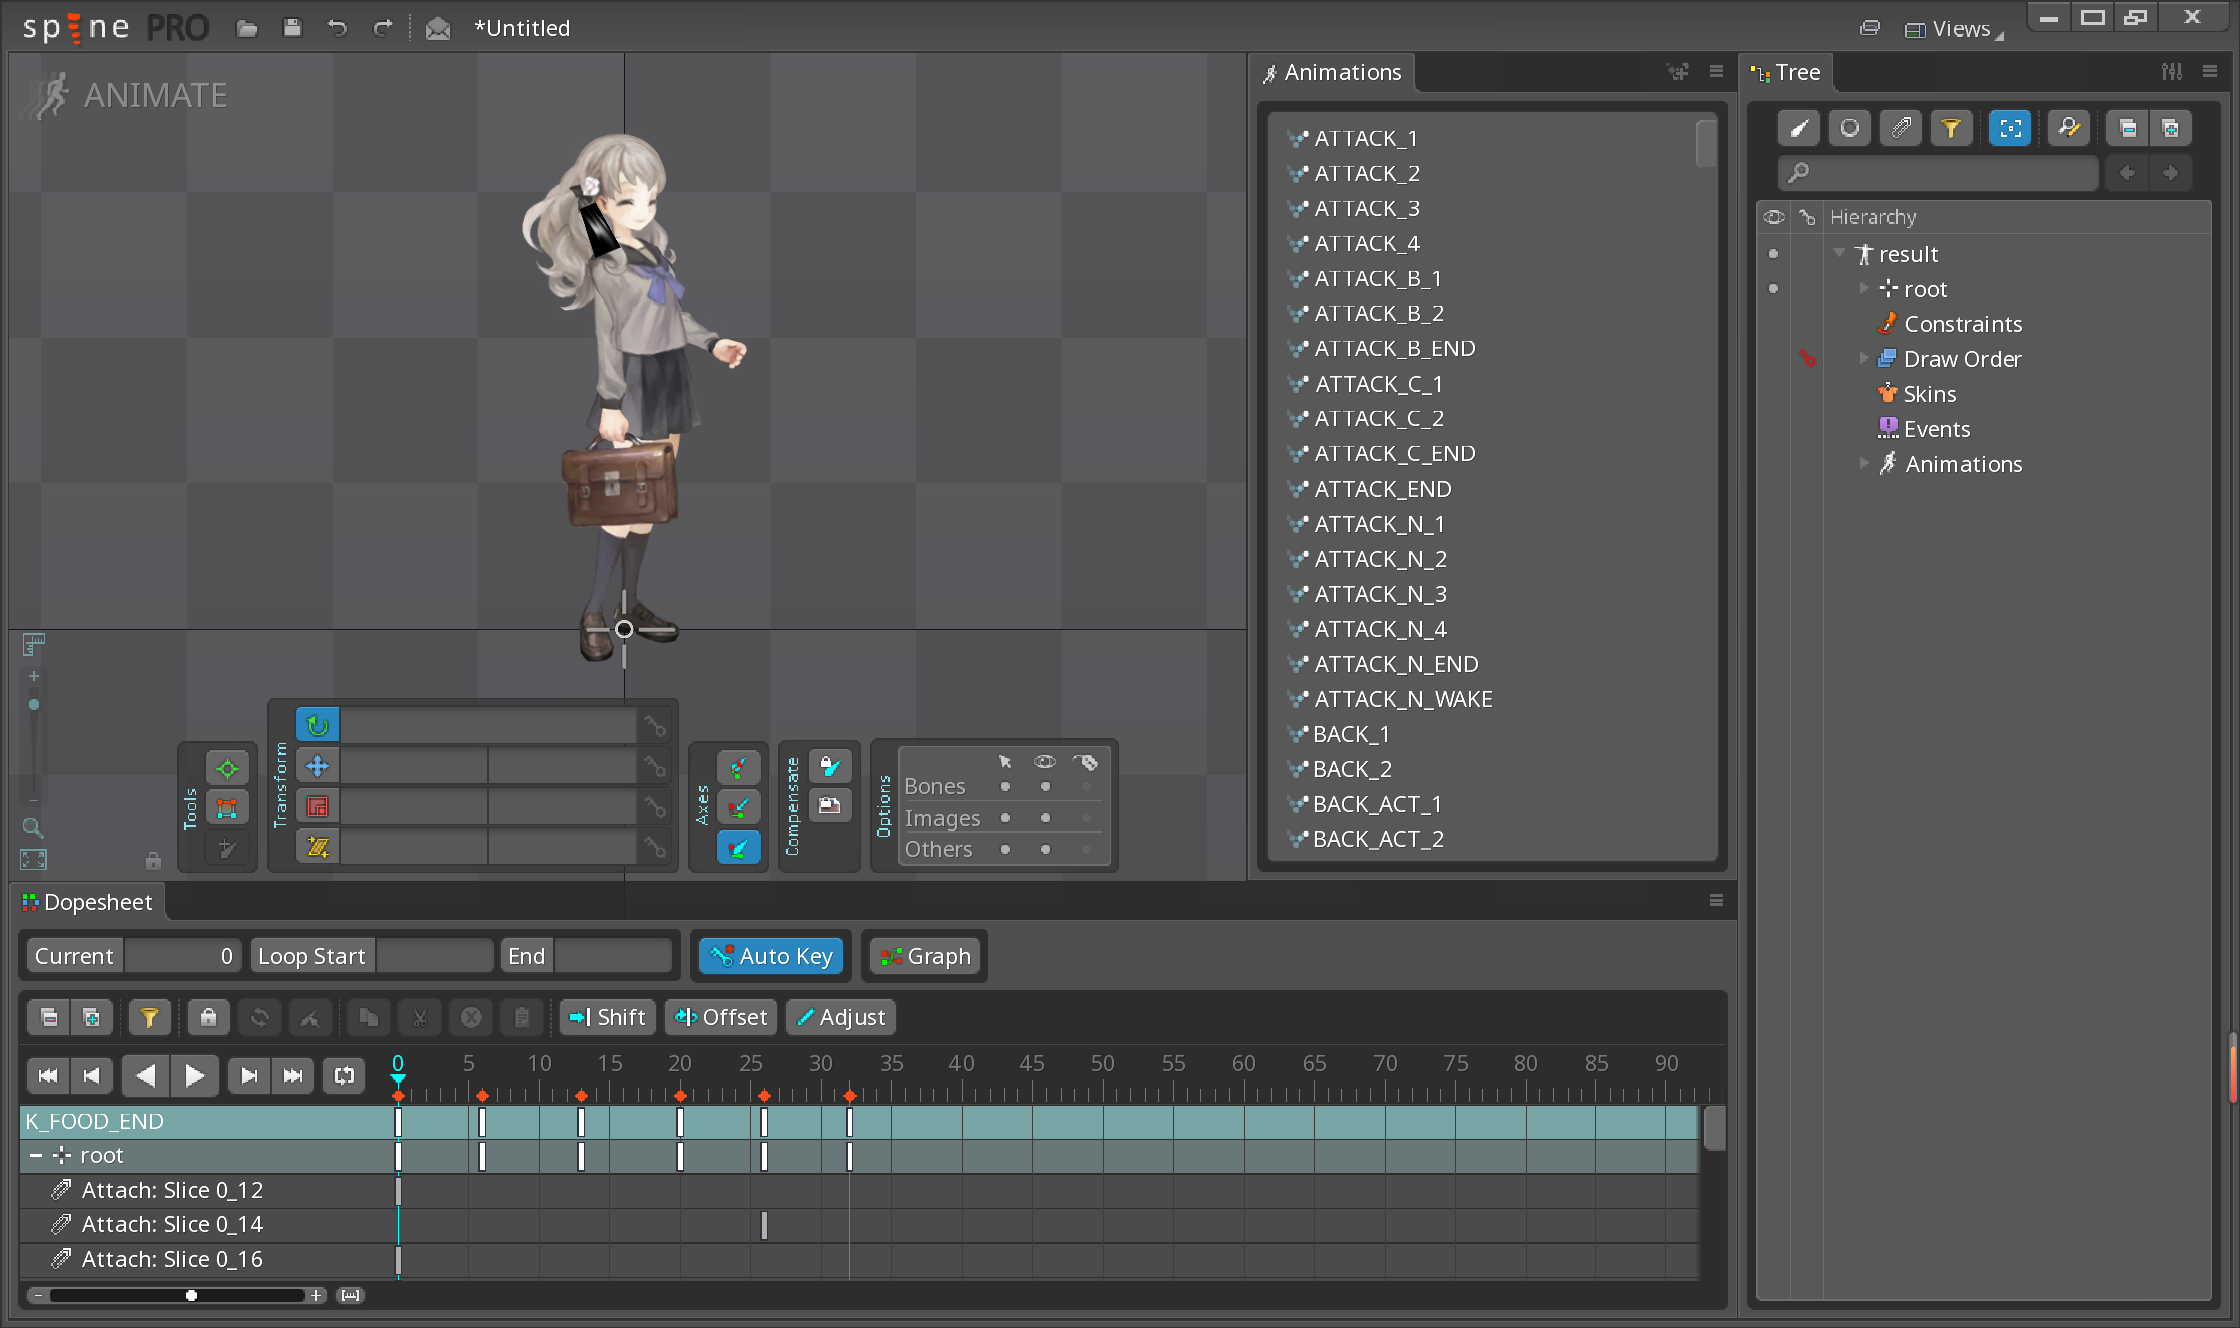 spine PRO
*Untitled
Views
ANIMATE
Animations
ATTACK_1
ATTACK_2
ATTACK_3
ATTACK_4
ATTACK_B_1
ATTACK_B_2
ATTACK_B_END
ATTACK_C_1
ATTACK_C_2
ATTACK_C_END
ATTACK_END
ATTACK_N_1
ATTACK_N_2
ATTACK_N_3
ATTACK_N_4
ATTACK_N_END
ATTACK_N_WAKE
BACK_1
BACK_2
BACK_ACT_1
BACK_ACT_2
Tree
Hierarchy
result
root
Constraints
Draw Order
Skins
Events
Animations
Tools
Transform
Axes
Compensate
Options
Bones
Images
Others
Dopesheet
Current 0 Loop Start End Auto Key Graph
Shift Offset Adjust
0 5 10 15 20 25 30 35 40 45 50 55 60 65 70 75 80 85 90
K_FOOD_END
root
Attach: Slice 0_12
Attach: Slice 0_14
Attach: Slice 0_16